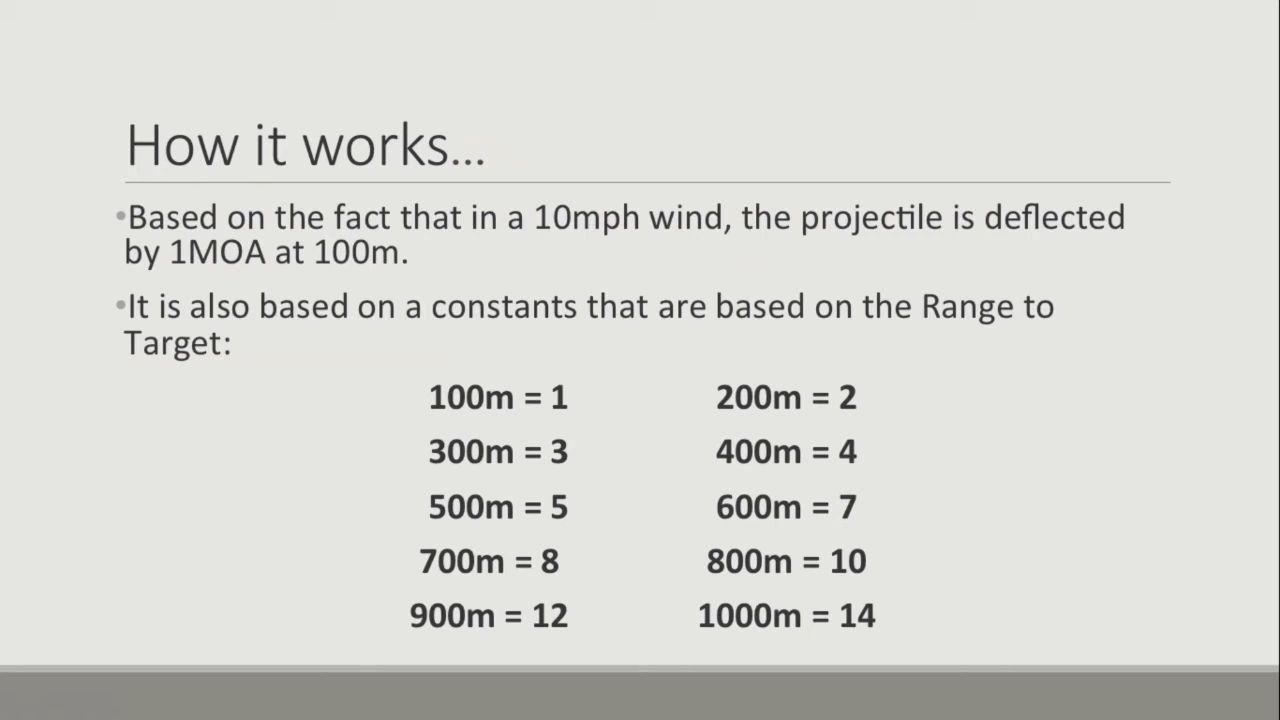 How it works...
•Based on the fact that in a 10mph wind, the projectile is deflected
by 1MOA at 100m.
•It is also based on a constants that are based on the Range to
Target:
100m = 1 200m = 2
300m = 3 400m = 4
500m = 5 600m = 7
700m = 8 800m = 10
900m = 12 1000m = 14